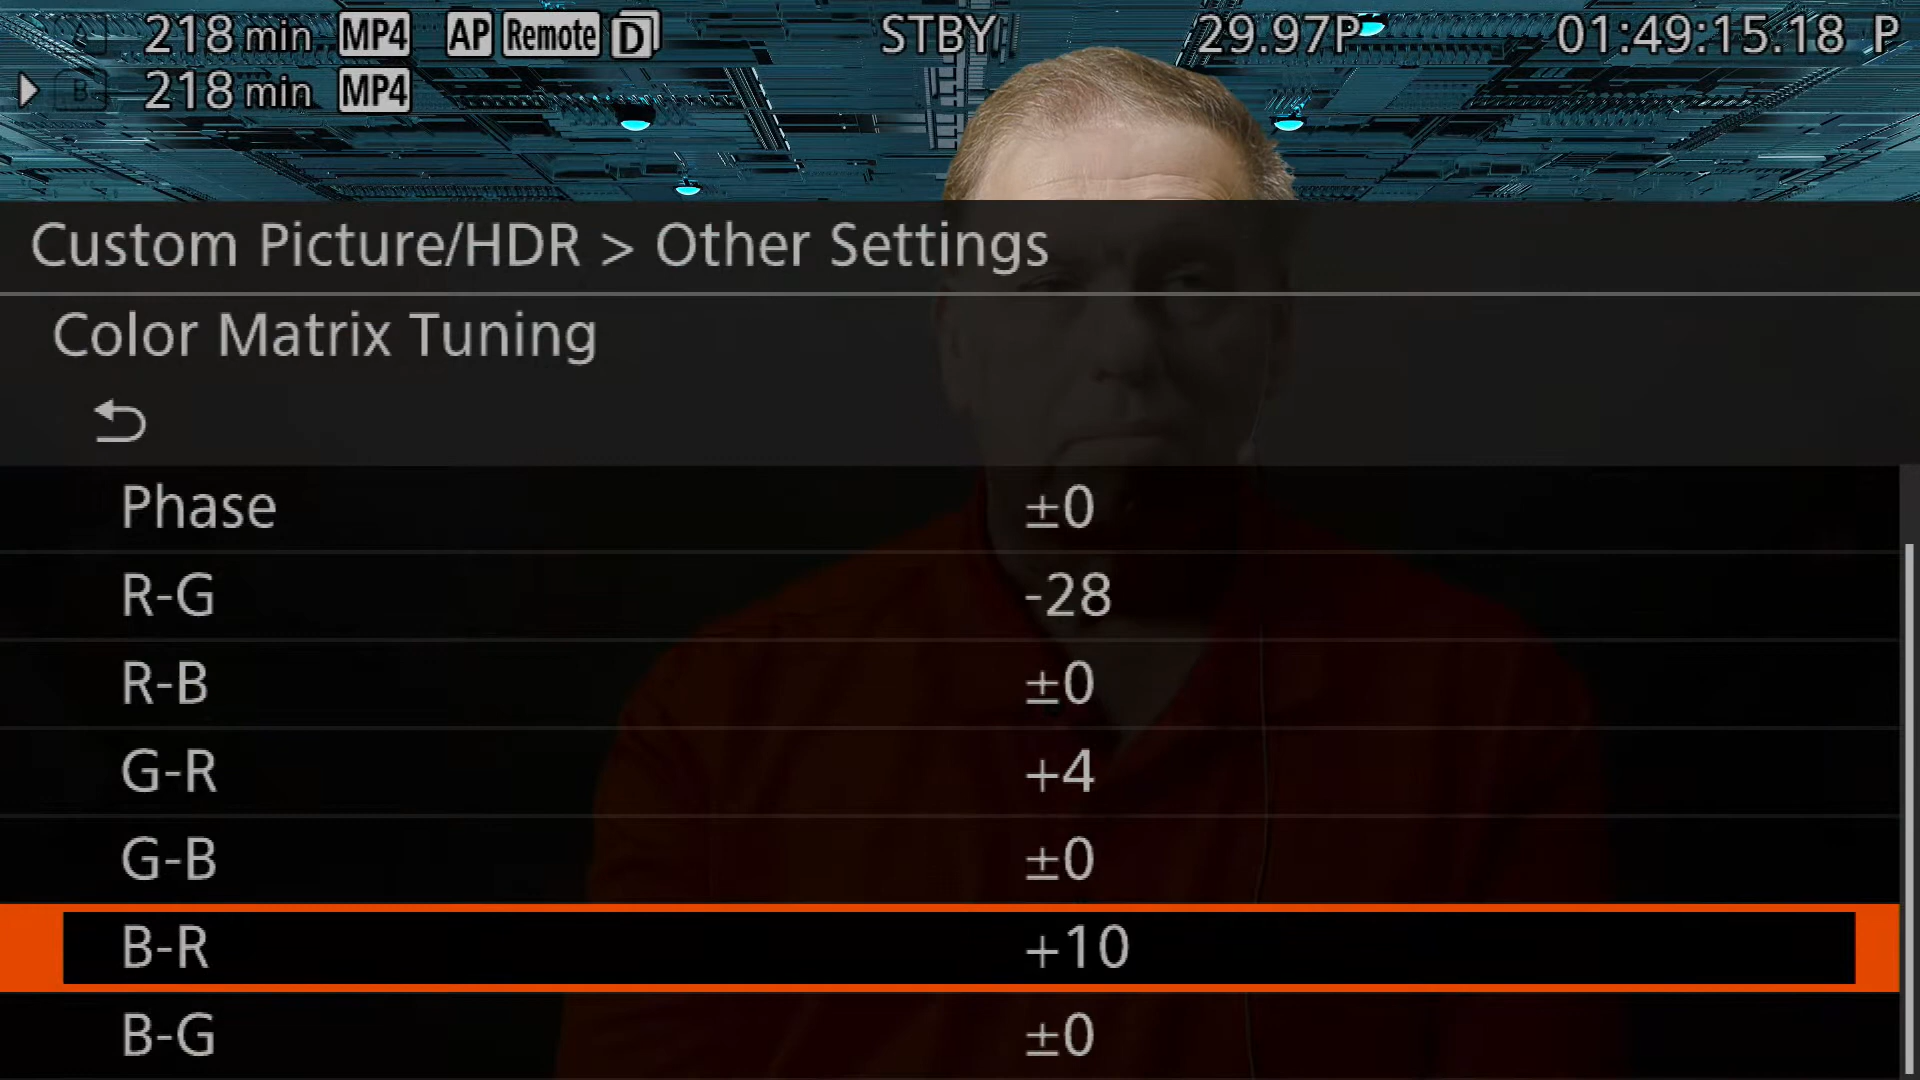 A 218 min MP4 AP Remote D STBY 29.97P 01:49:15.18 P
B 218 min MP4
Custom Picture/HDR > Other Settings
Color Matrix Tuning
Phase ±0
R-G -28
R-B ±0
G-R +4
G-B ±0
B-R +10
B-G ±0